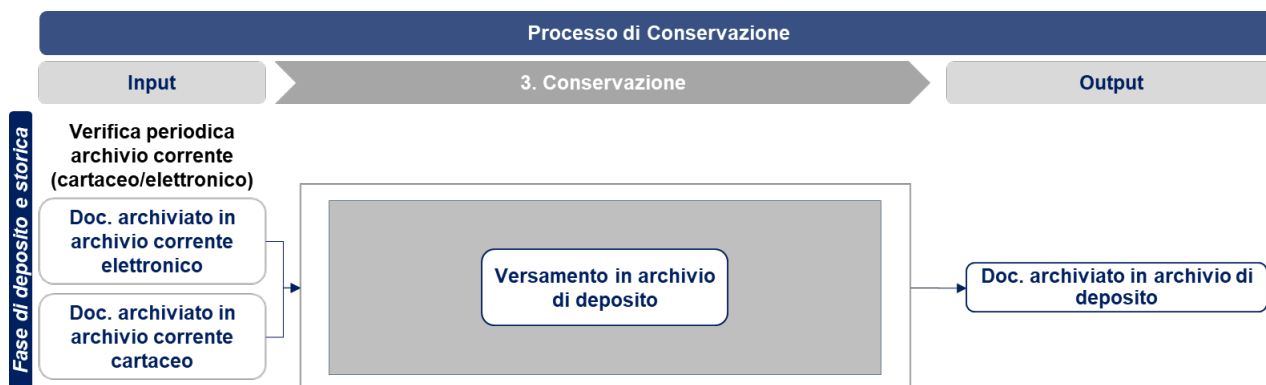 Processo di Conservazione
Input
3. Conservazione
Output
Fase di deposito e storica
Verifica periodica
archivio corrente
(cartaceo/elettronico)
Doc. archiviato in
archivio corrente
elettronico
Doc. archiviato in
archivio corrente
cartaceo
Versamento in archivio
di deposito
Doc. archiviato in archivio di
deposito